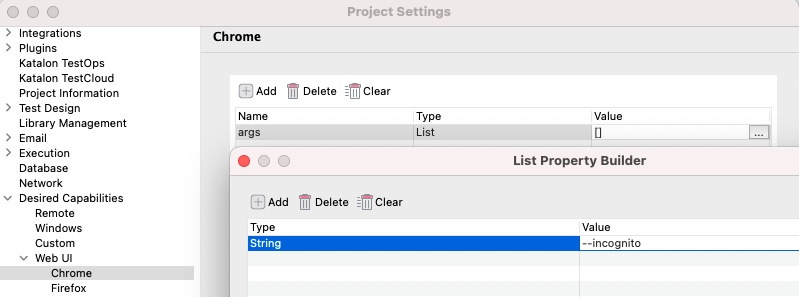 Project Settings
Integrations
Plugins
Katalon TestOps
Katalon TestCloud
Project Information
Test Design
Library Management
Email
Execution
Database
Network
Desired Capabilities
Remote
Windows
Custom
Web UI
Chrome
Firefox
Chrome
Add Delete Clear
Name Type Value
args List [] ...
List Property Builder
Add Delete Clear
Type Value
String --incognito